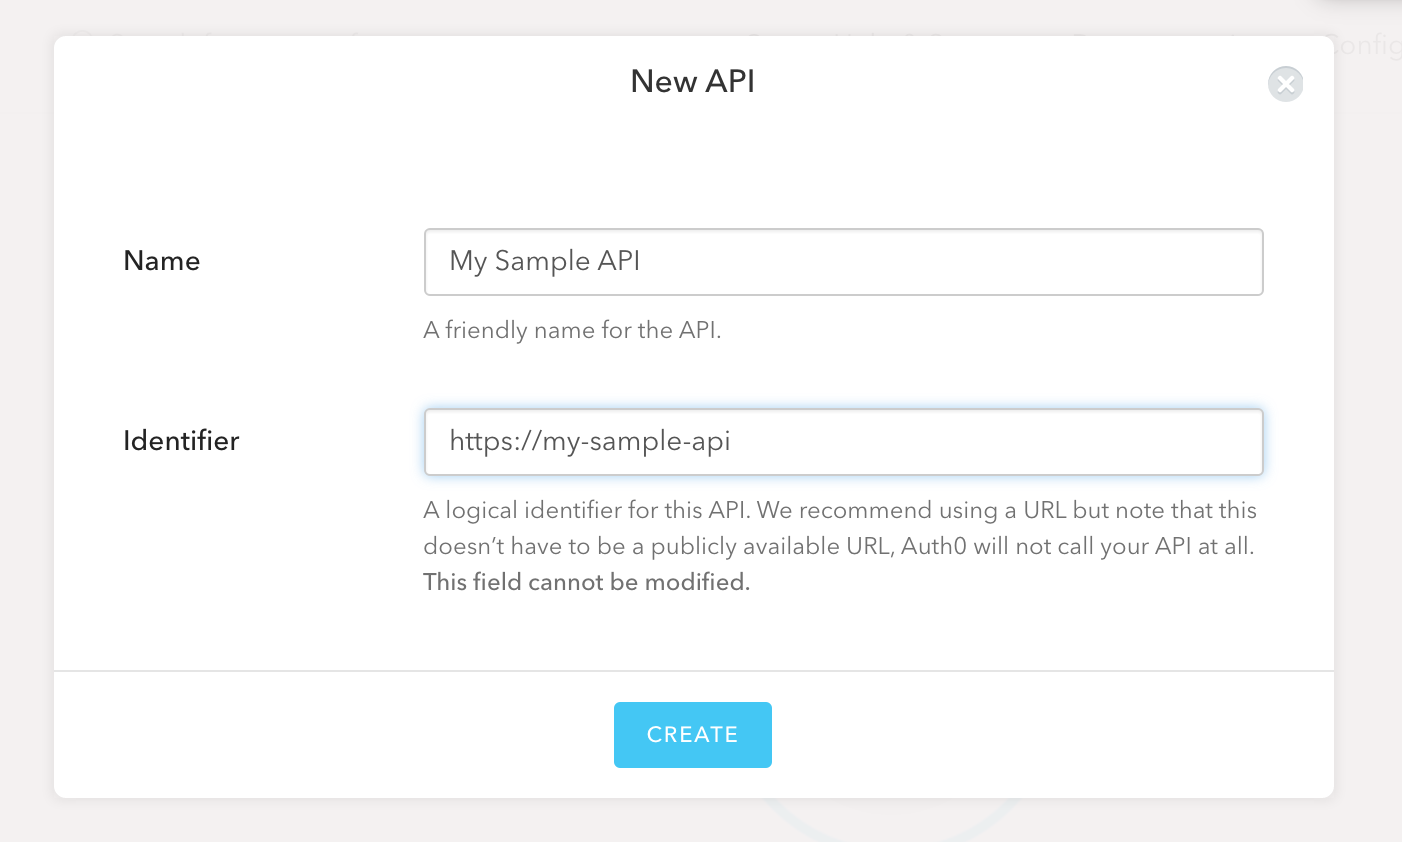 New API
Name
My Sample API
A friendly name for the API.
Identifier
https://my-sample-api
A logical identifier for this API. We recommend using a URL but note that this
doesn’t have to be a publicly available URL, Auth0 will not call your API at all.
This field cannot be modified.
CREATE